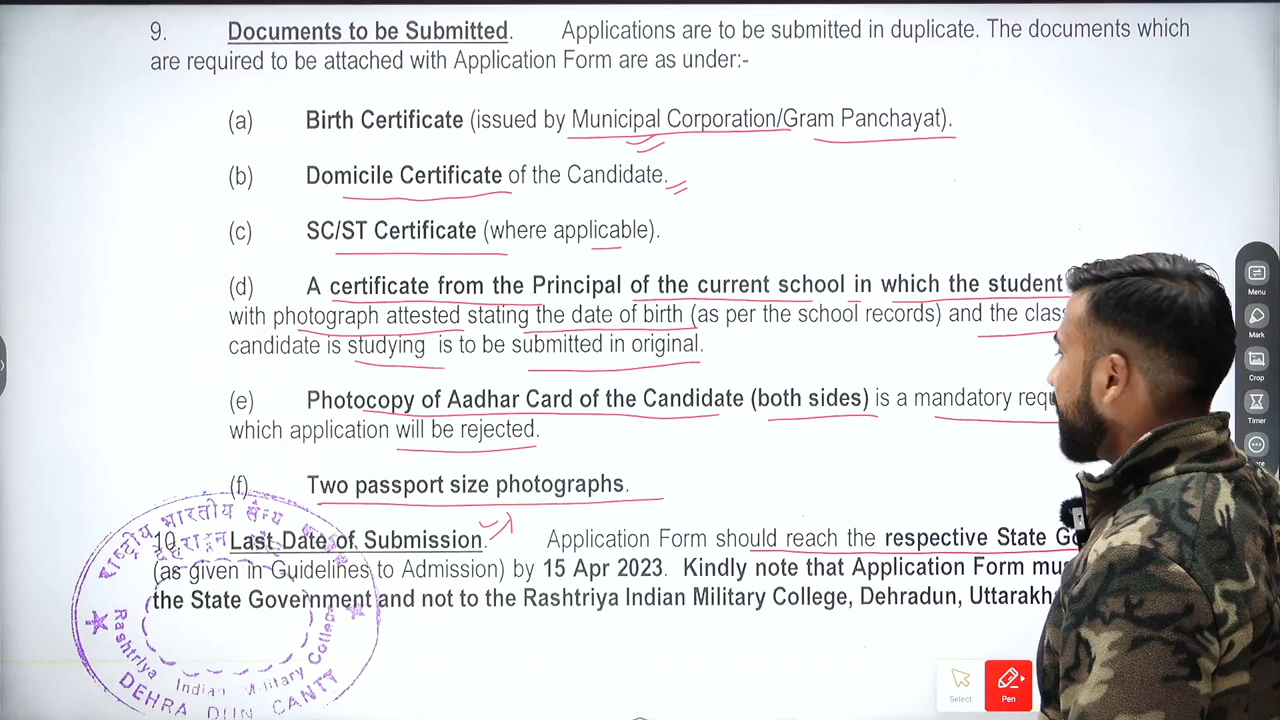 9. Documents to be Submitted. Applications are to be submitted in duplicate. The documents which
are required to be attached with Application Form are as under:-
(a) Birth Certificate (issued by Municipal Corporation/Gram Panchayat).
(b) Domicile Certificate of the Candidate.
(c) SC/ST Certificate (where applicable).
(d) A certificate from the Principal of the current school in which the student
with photograph attested stating the date of birth (as per the school records) and the clas
candidate is studying is to be submitted in original.
(e) Photocopy of Aadhar Card of the Candidate (both sides) is a mandatory requ
which application will be rejected.
(f) Two passport size photographs.
10. Last Date of Submission. Application Form should reach the respective State G
(as given in Guidelines to Admission) by 15 Apr 2023. Kindly note that Application Form mu
the State Government and not to the Rashtriya Indian Military College, Dehradun, Uttarakha
राष्ट्रीय भारतीय सैन्य
देहरादून
Rashtriya Indian Military College
DEHRA DUN CANTT
Menu
Mark
Crop
Timer
Select
Pen